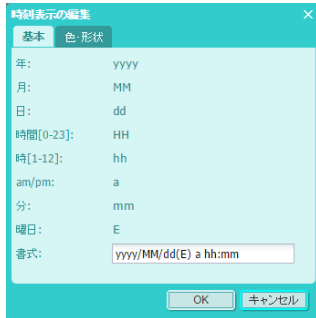 時刻表示の編集
基本 色·形状
年: yyyy
月: MM
日: dd
時間[0-23]: HH
時[1-12]: hh
am/pm: a
分: mm
曜日: E
書式: yyyy/MM/dd(E) a hh:mm
OK キャンセル